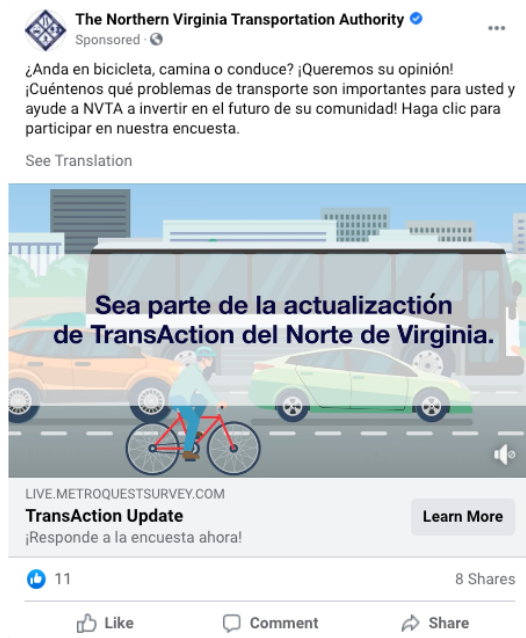 The Northern Virginia Transportation Authority
Sponsored ·
¿Anda en bicicleta, camina o conduce? ¡Queremos su opinión!
¡Cuéntenos qué problemas de transporte son importantes para usted y
ayude a NVTA a invertir en el futuro de su comunidad! Haga clic para
participar en nuestra encuesta.
See Translation
Sea parte de la actualizactión
de TransAction del Norte de Virginia.
LIVE.METROQUESTSURVEY.COM
TransAction Update
¡Responde a la encuesta ahora!
Learn More
11
8 Shares
Like
Comment
Share